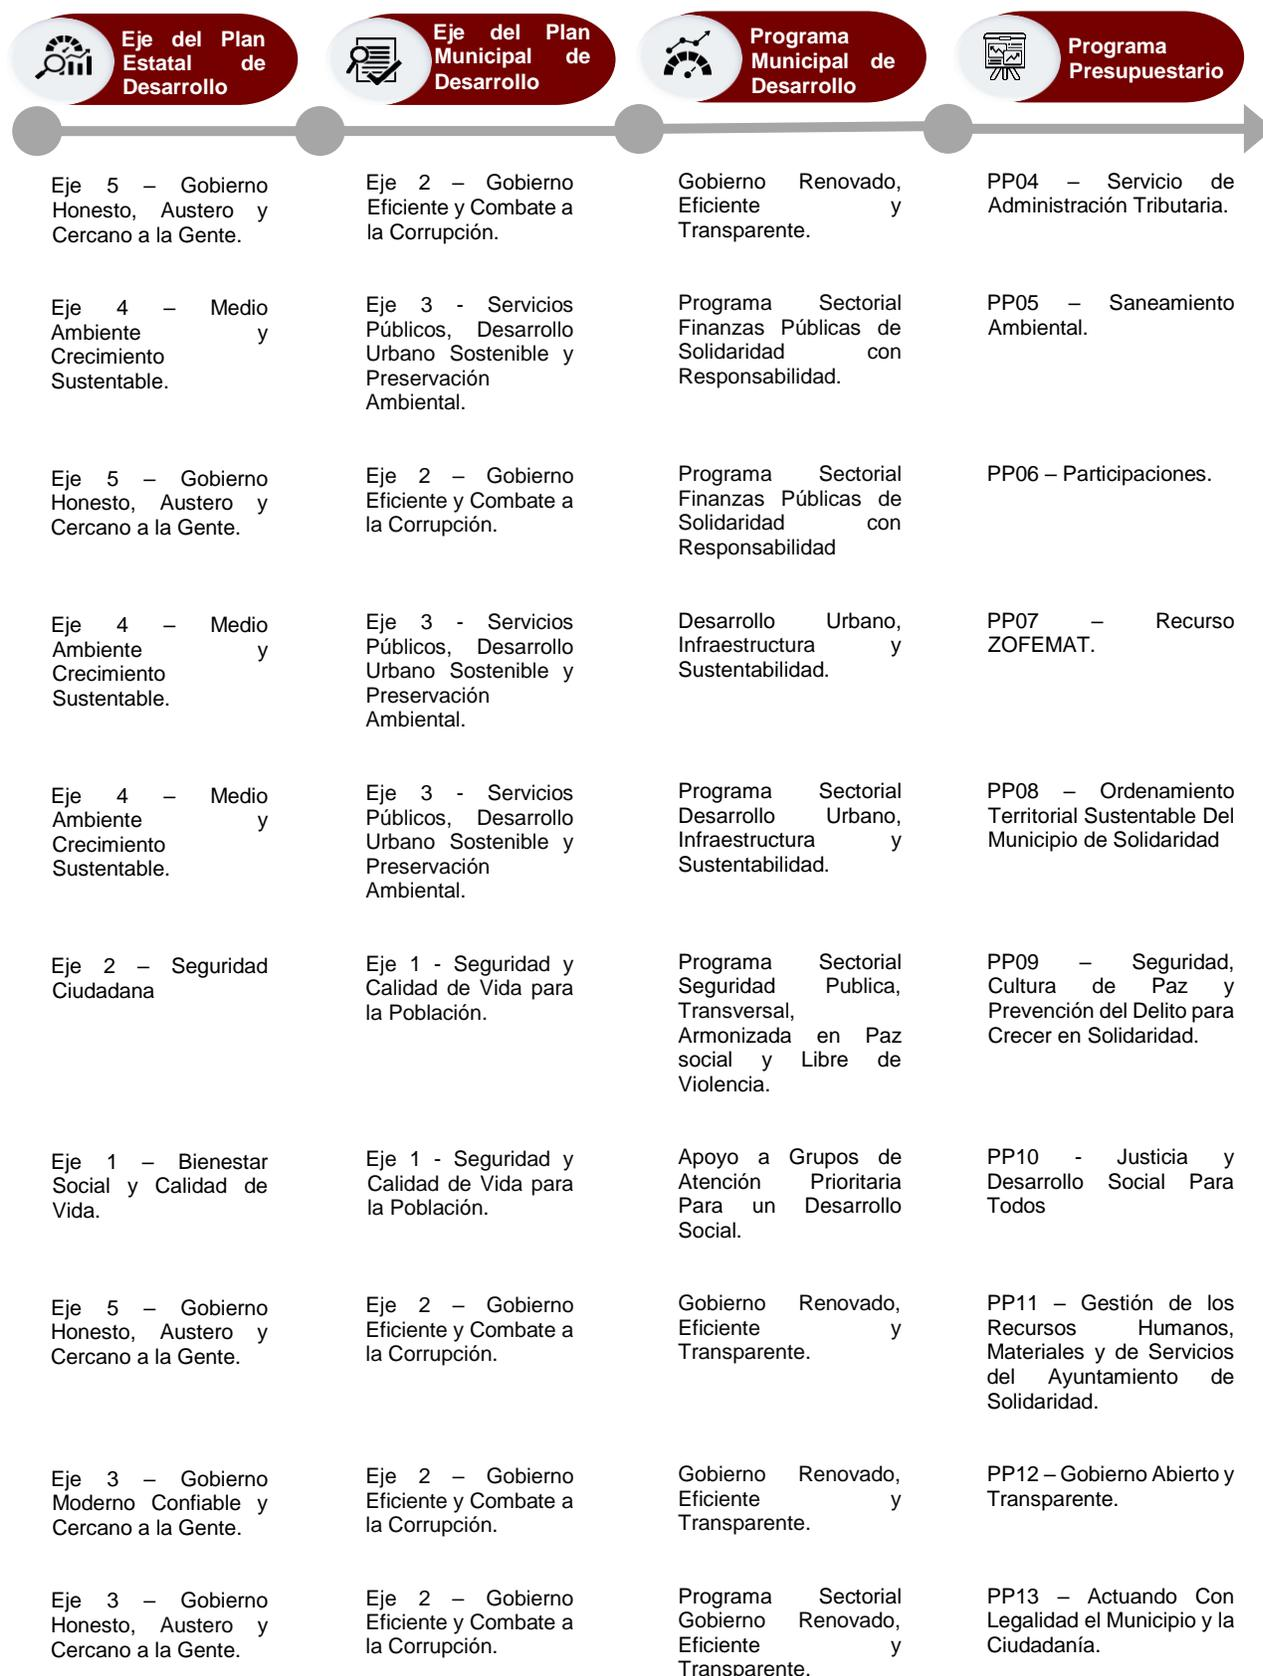 Eje del Plan
Estatal de
Desarrollo
Eje del Plan
Municipal de
Desarrollo
Programa
Municipal de
Desarrollo
Programa
Presupuestario
Eje 5 – Gobierno
Honesto, Austero y
Cercano a la Gente.
Eje 2 – Gobierno
Eficiente y Combate a
la Corrupción.
Gobierno Renovado,
Eficiente y
Transparente.
PP04 – Servicio de
Administración Tributaria.
Eje 4 – Medio
Ambiente y
Crecimiento
Sustentable.
Eje 3 - Servicios
Públicos, Desarrollo
Urbano Sostenible y
Preservación
Ambiental.
Programa Sectorial
Finanzas Públicas de
Solidaridad con
Responsabilidad.
PP05 – Saneamiento
Ambiental.
Eje 5 – Gobierno
Honesto, Austero y
Cercano a la Gente.
Eje 2 – Gobierno
Eficiente y Combate a
la Corrupción.
Programa Sectorial
Finanzas Públicas de
Solidaridad con
Responsabilidad
PP06 – Participaciones.
Eje 4 – Medio
Ambiente y
Crecimiento
Sustentable.
Eje 3 - Servicios
Públicos, Desarrollo
Urbano Sostenible y
Preservación
Ambiental.
Desarrollo Urbano,
Infraestructura y
Sustentabilidad.
PP07 – Recurso
ZOFEMAT.
Eje 4 – Medio
Ambiente y
Crecimiento
Sustentable.
Eje 3 - Servicios
Públicos, Desarrollo
Urbano Sostenible y
Preservación
Ambiental.
Programa Sectorial
Desarrollo Urbano,
Infraestructura y
Sustentabilidad.
PP08 – Ordenamiento
Territorial Sustentable Del
Municipio de Solidaridad
Eje 2 – Seguridad
Ciudadana
Eje 1 - Seguridad y
Calidad de Vida para
la Población.
Programa Sectorial
Seguridad Publica,
Transversal,
Armonizada en Paz
social y Libre de
Violencia.
PP09 – Seguridad,
Cultura de Paz y
Prevención del Delito para
Crecer en Solidaridad.
Eje 1 – Bienestar
Social y Calidad de
Vida.
Eje 1 - Seguridad y
Calidad de Vida para
la Población.
Apoyo a Grupos de
Atención Prioritaria
Para un Desarrollo
Social.
PP10 - Justicia y
Desarrollo Social Para
Todos
Eje 5 – Gobierno
Honesto, Austero y
Cercano a la Gente.
Eje 2 – Gobierno
Eficiente y Combate a
la Corrupción.
Gobierno Renovado,
Eficiente y
Transparente.
PP11 – Gestión de los
Recursos Humanos,
Materiales y de Servicios
del Ayuntamiento de
Solidaridad.
Eje 3 – Gobierno
Moderno Confiable y
Cercano a la Gente.
Eje 2 – Gobierno
Eficiente y Combate a
la Corrupción.
Gobierno Renovado,
Eficiente y
Transparente.
PP12 – Gobierno Abierto y
Transparente.
Eje 3 – Gobierno
Honesto, Austero y
Cercano a la Gente.
Eje 2 – Gobierno
Eficiente y Combate a
la Corrupción.
Programa Sectorial
Gobierno Renovado,
Eficiente y
Transparente.
PP13 – Actuando Con
Legalidad el Municipio y la
Ciudadanía.